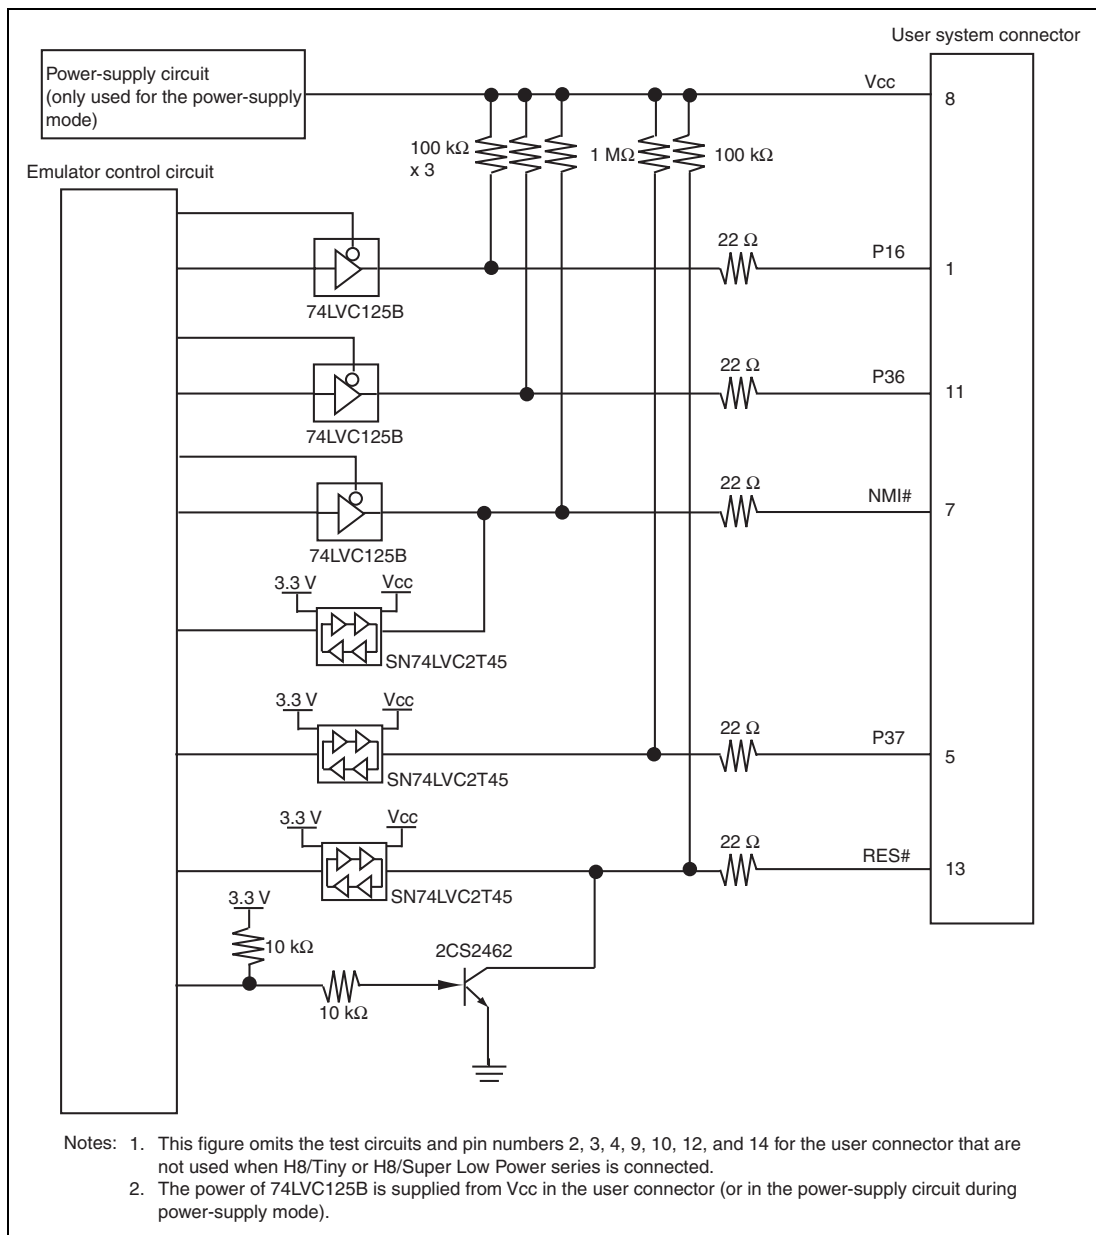 User system connector
Power-supply circuit
(only used for the power-supply
mode)
Vcc
8
100 kΩ
x 3
1 MΩ
100 kΩ
Emulator control circuit
22 Ω
P16
1
74LVC125B
22 Ω
P36
11
74LVC125B
22 Ω
NMI#
7
74LVC125B
3.3 V
Vcc
SN74LVC2T45
3.3 V
Vcc
22 Ω
P37
5
SN74LVC2T45
3.3 V
Vcc
22 Ω
RES#
13
SN74LVC2T45
3.3 V
10 kΩ
2CS2462
10 kΩ
Notes: 1. This figure omits the test circuits and pin numbers 2, 3, 4, 9, 10, 12, and 14 for the user connector that are
not used when H8/Tiny or H8/Super Low Power series is connected.
2. The power of 74LVC125B is supplied from Vcc in the user connector (or in the power-supply circuit during
power-supply mode).